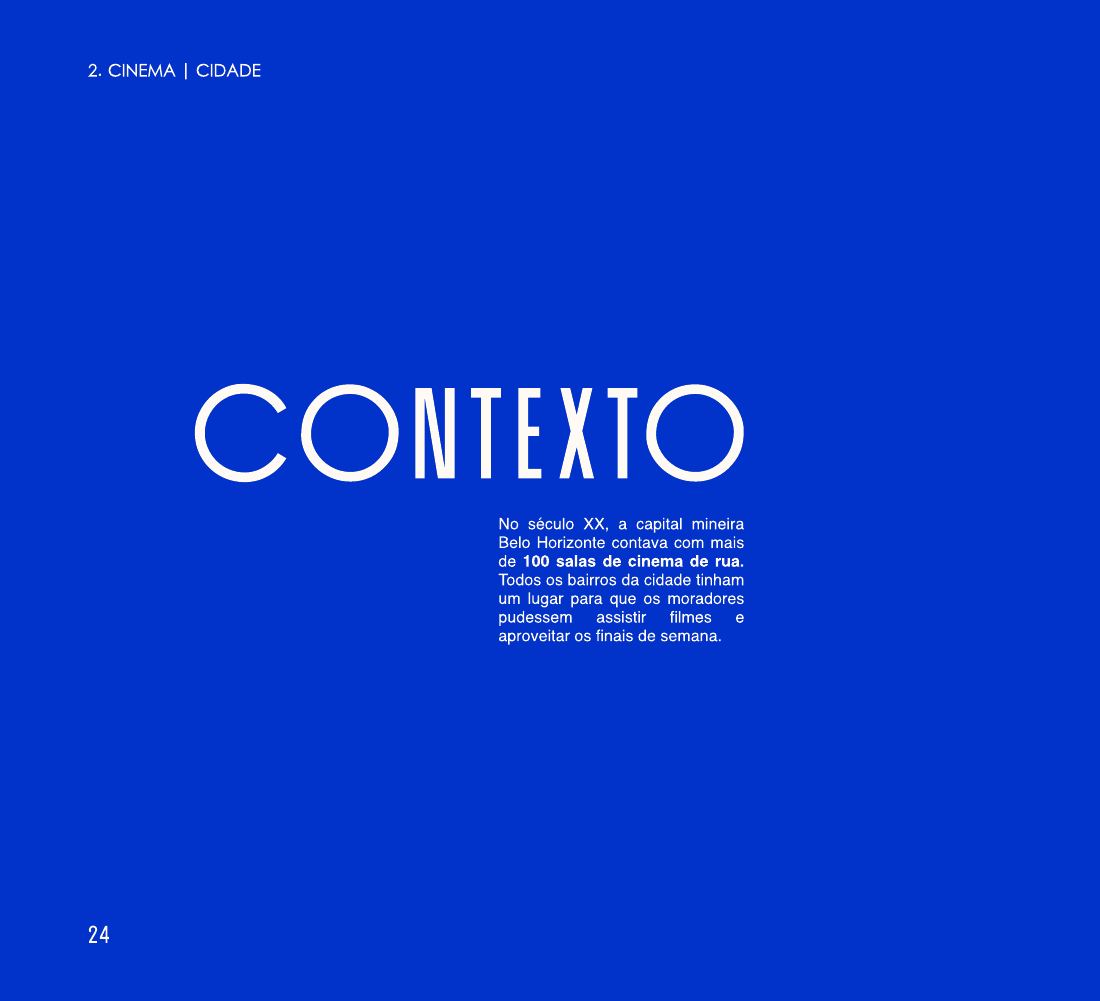 2. CINEMA | CIDADE
CONTEXTO
No século XX, a capital mineira
Belo Horizonte contava com mais
de 100 salas de cinema de rua.
Todos os bairros da cidade tinham
um lugar para que os moradores
pudessem assistir filmes e
aproveitar os finais de semana.
24